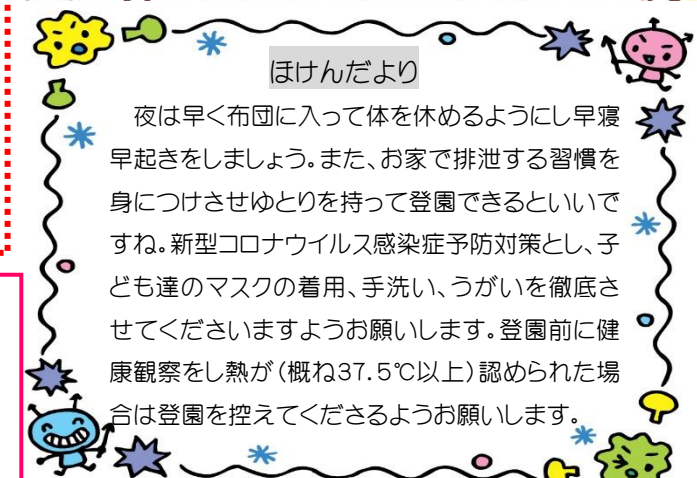 ほけんだより
夜は早く布団に入って体を休めるようにし早寝
早起きをしましょう。また、お家で排泄する習慣を
身につけさせゆとりを持って登園できるといいで
すね。新型コロナウイルス感染症予防対策とし、子
ども達のマスクの着用、手洗い、うがいを徹底さ
せてくださいますようお願いします。登園前に健
康観察をし熱が(概ね37.5℃以上)認められた場
合は登園を控えてくださるようお願いします。